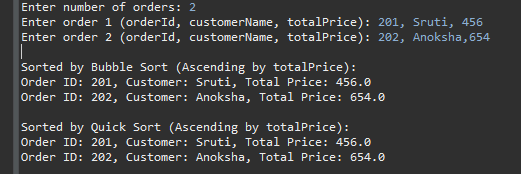 Enter number of orders: 2
Enter order 1 (orderId, customerName, totalPrice): 201, Sruti, 456
Enter order 2 (orderId, customerName, totalPrice): 202, Anoksha,654
Sorted by Bubble Sort (Ascending by totalPrice):
Order ID: 201, Customer: Sruti, Total Price: 456.0
Order ID: 202, Customer: Anoksha, Total Price: 654.0
Sorted by Quick Sort (Ascending by totalPrice):
Order ID: 201, Customer: Sruti, Total Price: 456.0
Order ID: 202, Customer: Anoksha, Total Price: 654.0